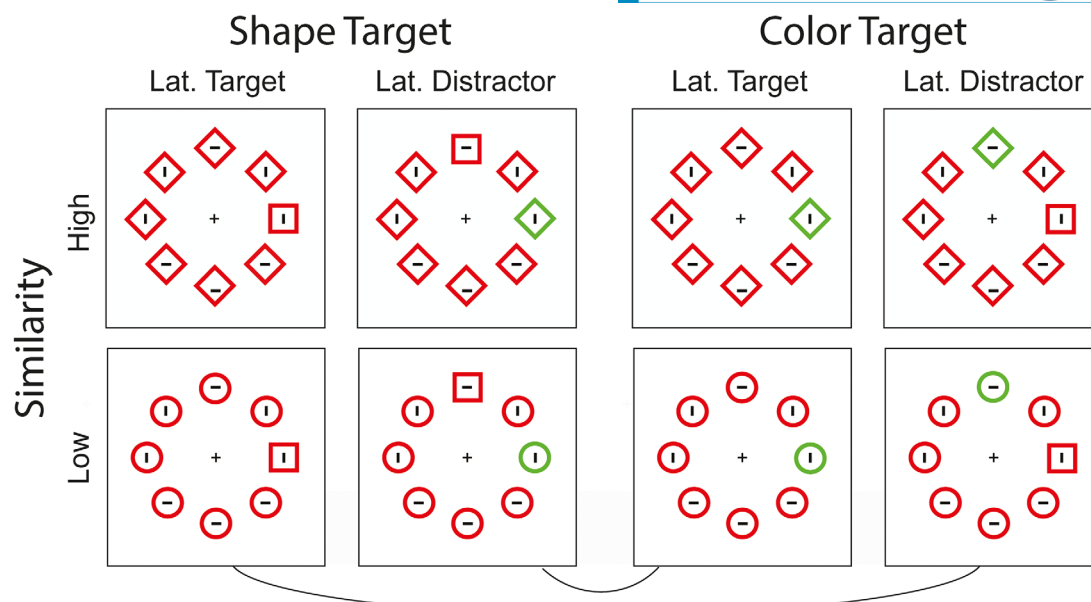 Shape Target
Color Target
Lat. Target
Lat. Distractor
Lat. Target
Lat. Distractor
Similarity
High
Low